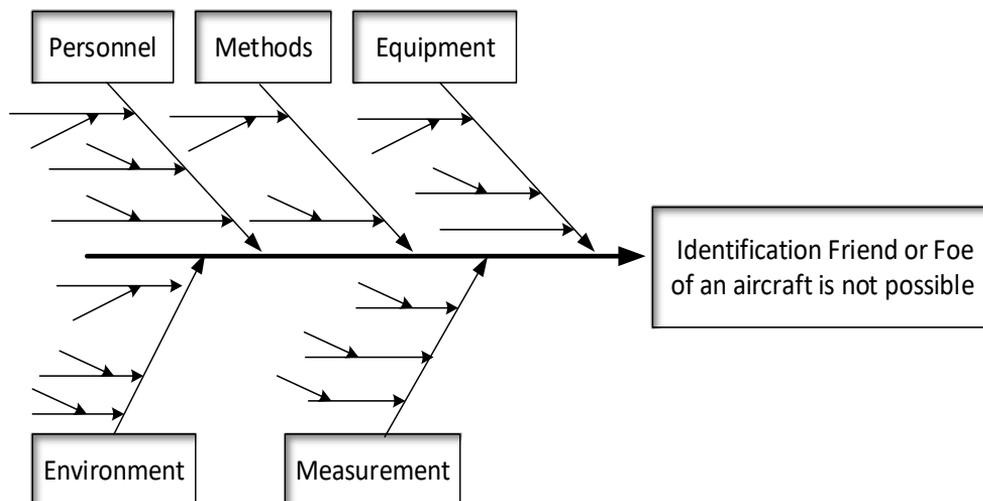 Personnel
Methods
Equipment
Identification Friend or Foe
of an aircraft is not possible
Environment
Measurement